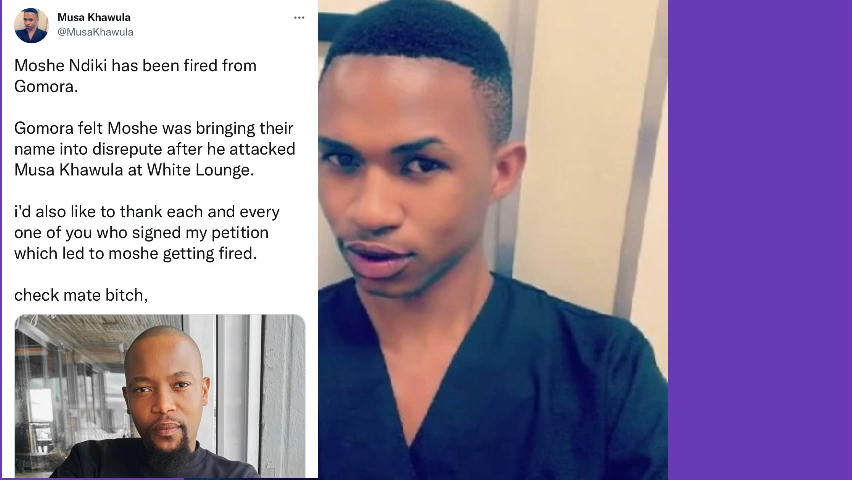 Musa Khawula
@MusaKhawula
Moshe Ndiki has been fired from
Gomora.
Gomora felt Moshe was bringing their
name into disrepute after he attacked
Musa Khawula at White Lounge.
i'd also like to thank each and every
one of you who signed my petition
which led to moshe getting fired.
check mate bitch,